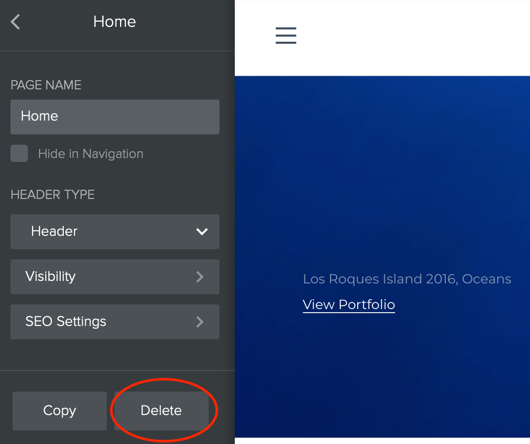 Home
PAGE NAME
Home
Hide in Navigation
HEADER TYPE
Header
Visibility
SEO Settings
Copy
Delete
Los Roques Island 2016, Oceans
View Portfolio